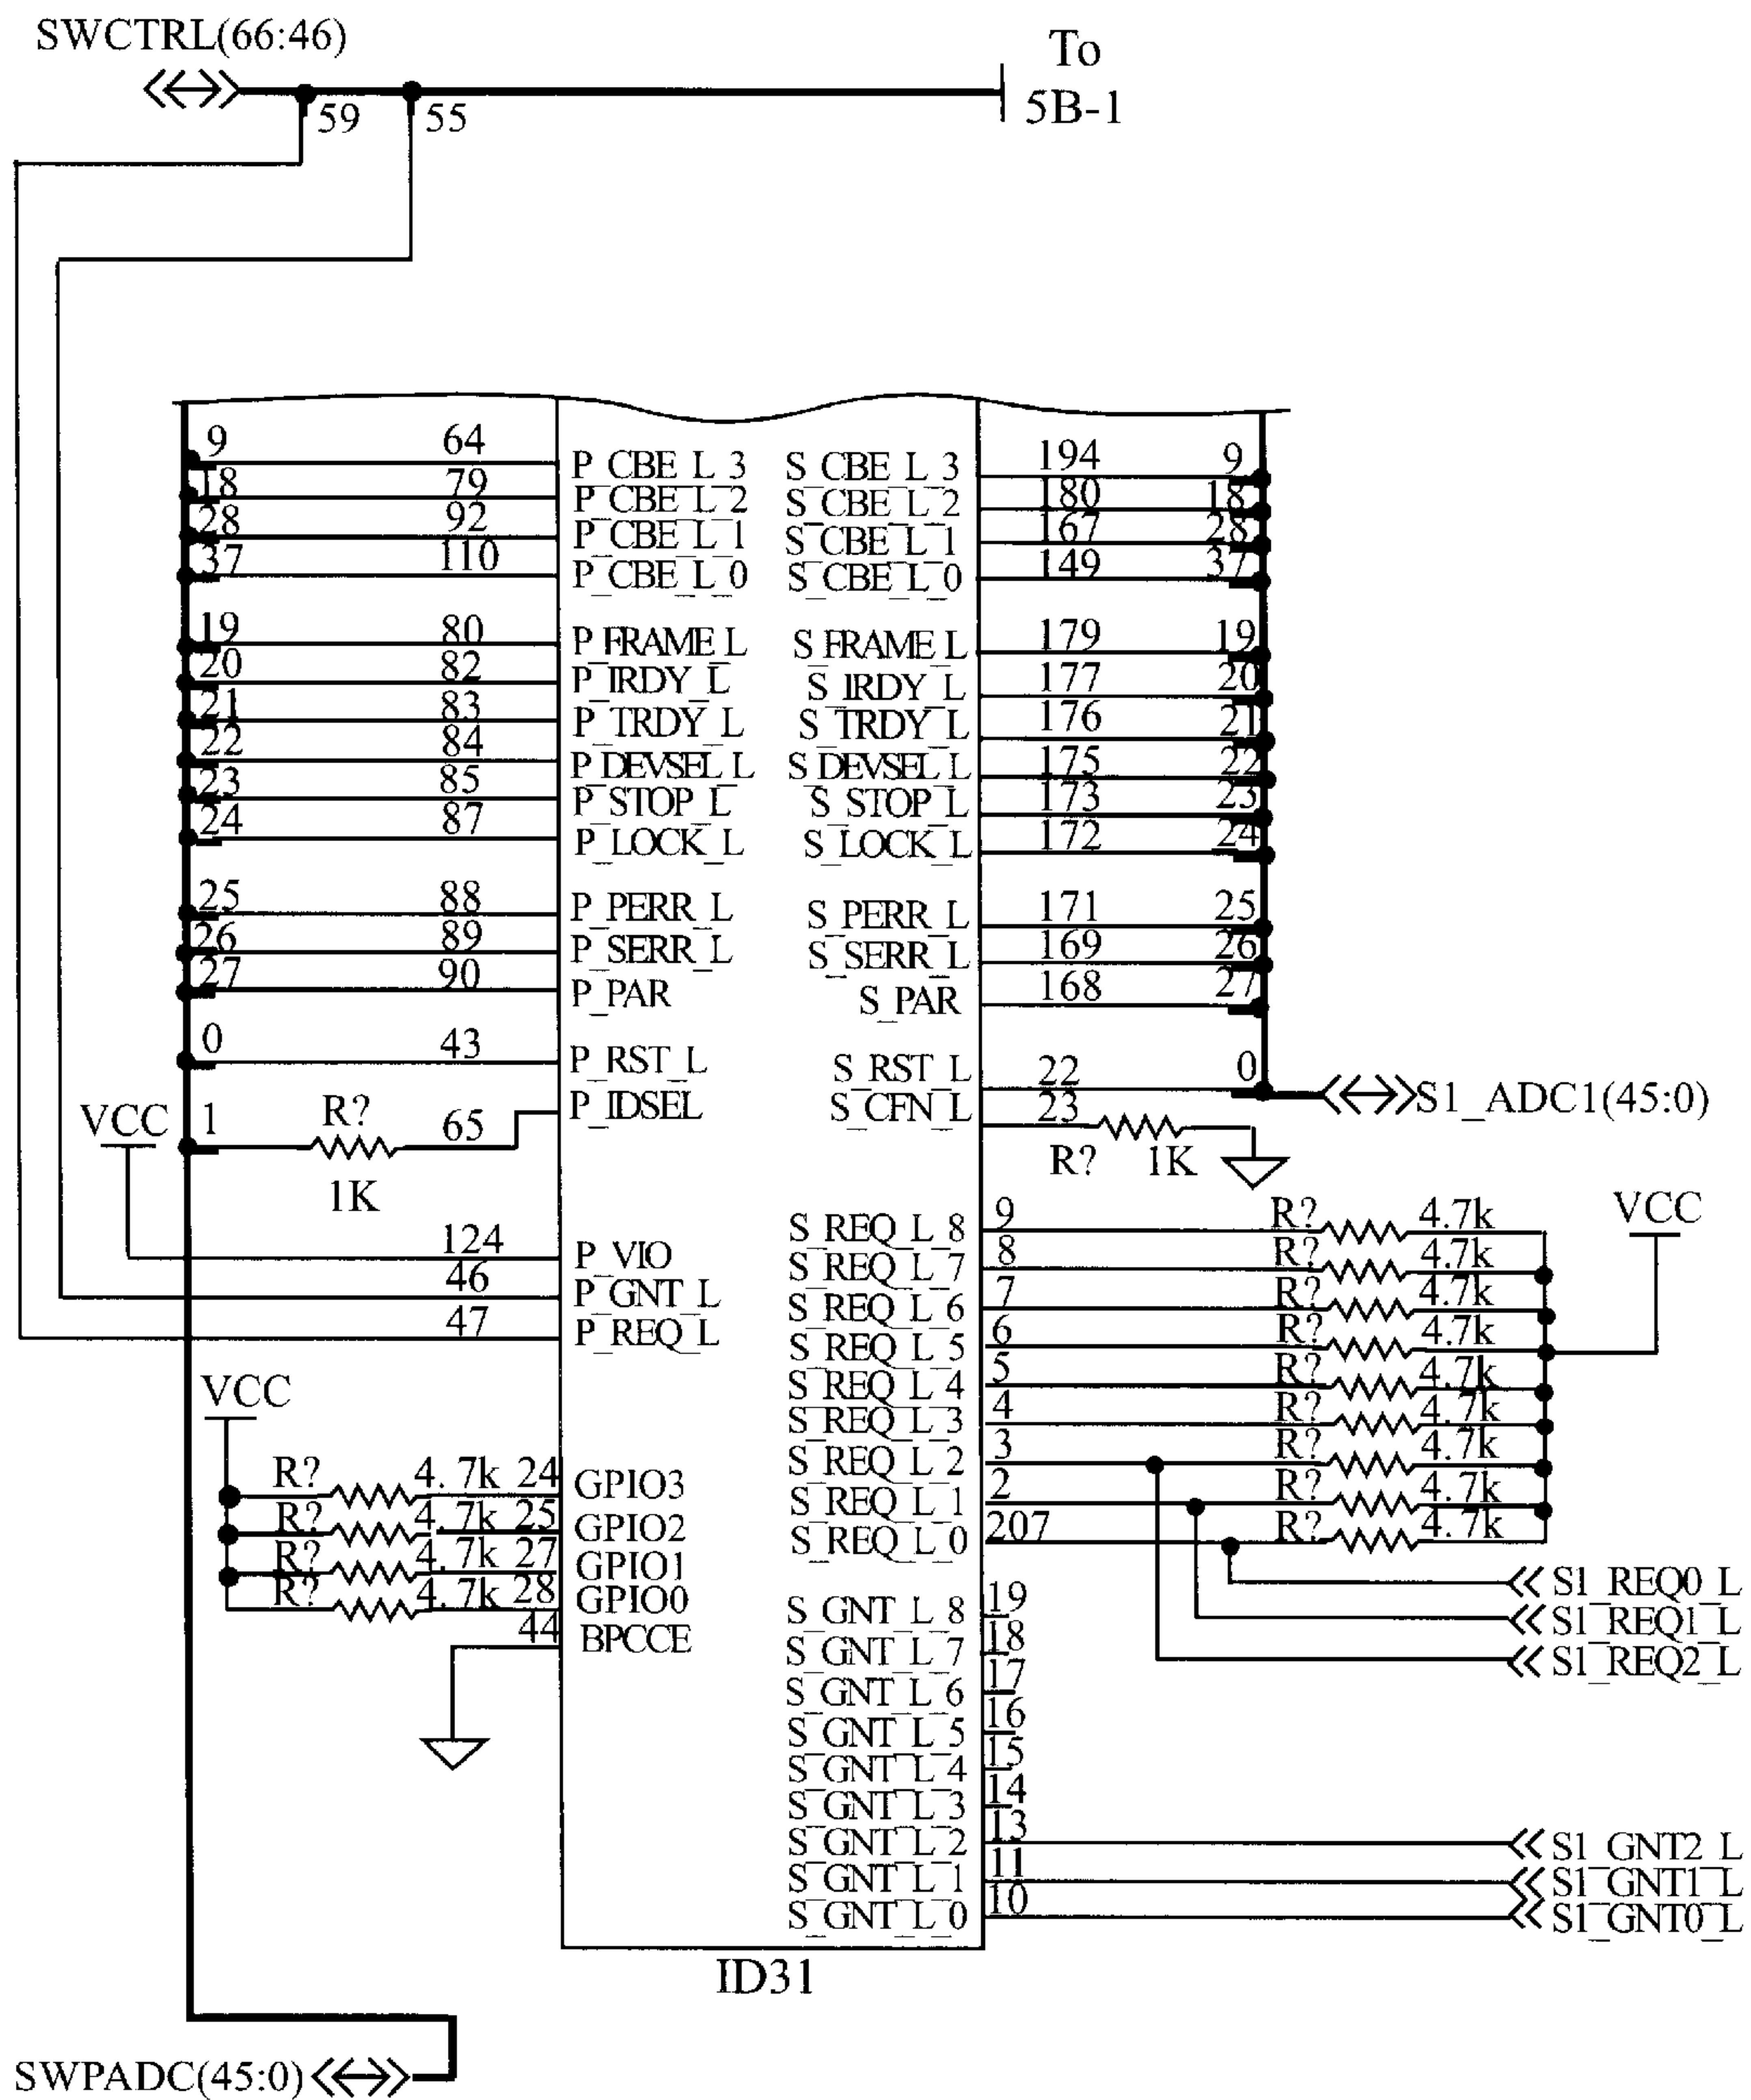 SWCTRL(66:46)
To
5B-1
59
55
9 64 P_CBE_L_3 S_CBE_L_3 194 9
18 79 P_CBE_L_2 S_CBE_L_2 180 18
28 92 P_CBE_L_1 S_CBE_L_1 167 28
37 110 P_CBE_L_0 S_CBE_L_0 149 37
19 80 P_FRAME_L S_FRAME_L 179 19
20 82 P_IRDY_L S_IRDY_L 177 20
21 83 P_TRDY_L S_TRDY_L 176 21
22 84 P_DEVSEL_L S_DEVSEL_L 175 22
23 85 P_STOP_L S_STOP_L 173 23
24 87 P_LOCK_L S_LOCK_L 172 24
25 88 P_PERR_L S_PERR_L 171 25
26 89 P_SERR_L S_SERR_L 169 26
27 90 P_PAR S_PAR 168 27
0 43 P_RST_L S_RST_L 22 0
S1_ADC1(45:0)
VCC 1 R? 65 P_IDSEL S_CFN_L 23
1K
R? 1K
VCC
124 P_VIO S_REQ_L_8 9 R? 4.7k
46 P_GNT_L S_REQ_L_7 8 R? 4.7k
47 P_REQ_L S_REQ_L_6 7 R? 4.7k
S_REQ_L_5 6 R? 4.7k
VCC S_REQ_L_4 5 R? 4.7k
S_REQ_L_3 4 R? 4.7k
R? 4.7k 24 GPIO3 S_REQ_L_2 3 R? 4.7k
R? 4.7k 25 GPIO2 S_REQ_L_1 2 R? 4.7k
R? 4.7k 27 GPIO1 S_REQ_L_0 207 R? 4.7k
R? 4.7k 28 GPIO0
S1_REQ0_L
S1_REQ1_L
S1_REQ2_L
44 BPCCE
S_GNT_L_8 19
S_GNT_L_7 18
S_GNT_L_6 17
S_GNT_L_5 16
S_GNT_L_4 15
S_GNT_L_3 14
S_GNT_L_2 13 S1_GNT2_L
S_GNT_L_1 11 S1_GNT1_L
S_GNT_L_0 10 S1_GNT0_L
ID31
SWPADC(45:0)